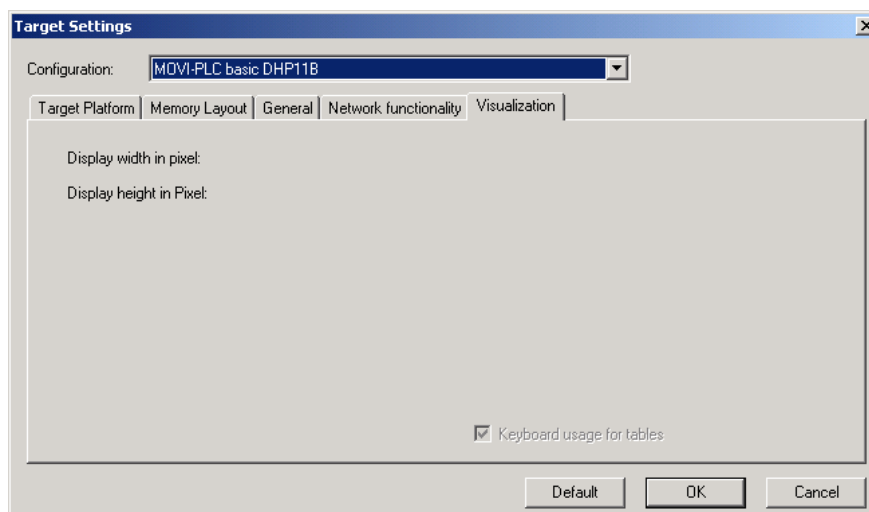 Target Settings
Configuration: MOVI-PLC basic DHP11B
Target Platform Memory Layout General Network functionality Visualization
Display width in pixel:
Display height in Pixel:
Keyboard usage for tables
Default OK Cancel